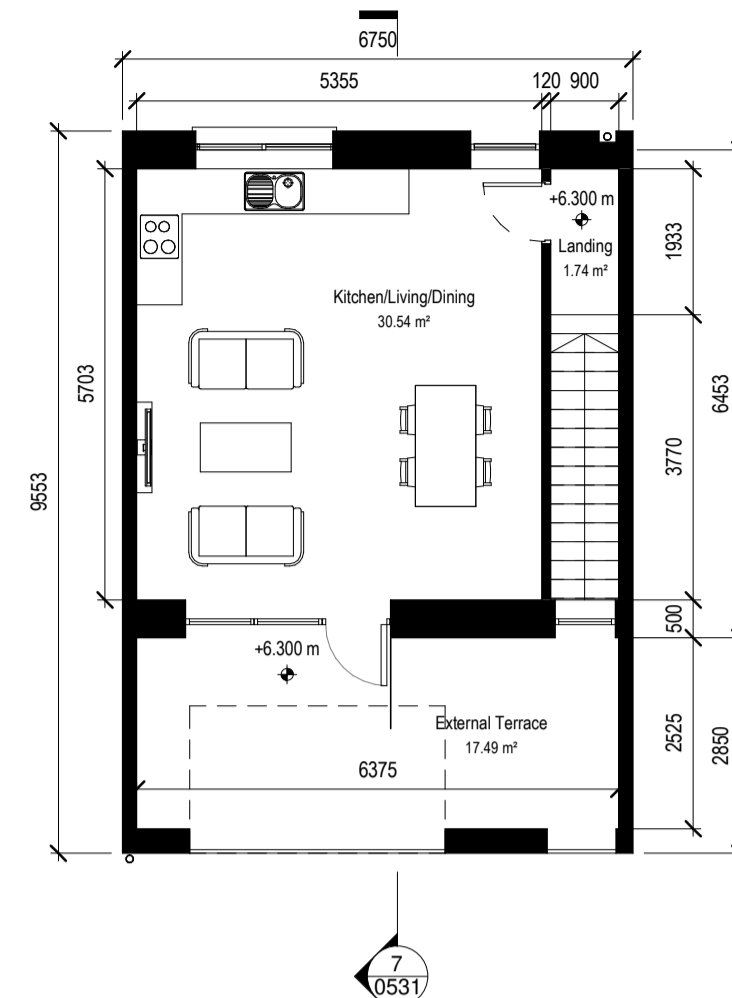 6750
5355
120
900
+6.300 m
Landing
1.74 m²
1933
Kitchen/Living/Dining
30.54 m²
5703
6453
3770
9553
500
+6.300 m
External Terrace
17.49 m²
2525
2850
6375
7
0531